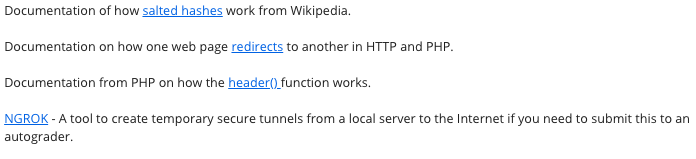 Documentation of how salted hashes work from Wikipedia.
Documentation on how one web page redirects to another in HTTP and PHP.
Documentation from PHP on how the header() function works.
NGROK - A tool to create temporary secure tunnels from a local server to the Internet if you need to submit this to an
autograder.